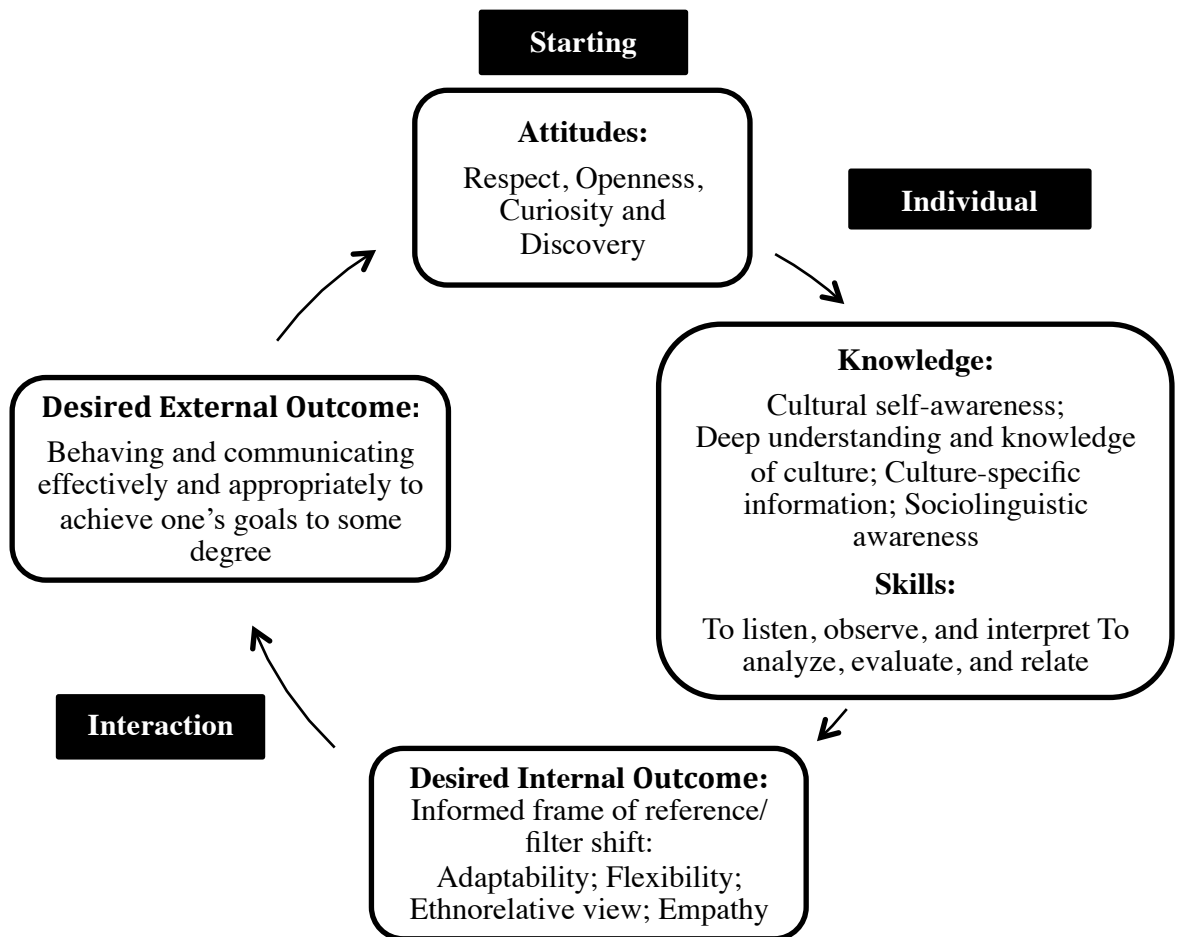 Starting
Attitudes:
Respect, Openness,
Curiosity and
Discovery
Individual
Knowledge:
Cultural self-awareness;
Deep understanding and knowledge
of culture; Culture-specific
information; Sociolinguistic
awareness
Skills:
To listen, observe, and interpret To
analyze, evaluate, and relate
Desired Internal Outcome:
Informed frame of reference/
filter shift:
Adaptability; Flexibility;
Ethnorelative view; Empathy
Interaction
Desired External Outcome:
Behaving and communicating
effectively and appropriately to
achieve one’s goals to some
degree